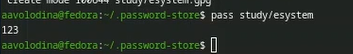 create mode 100644 study/esystem.gpg
aavolodina@fedora:~/.password-store$ pass study/esystem
123
aavolodina@fedora:~/.password-store$